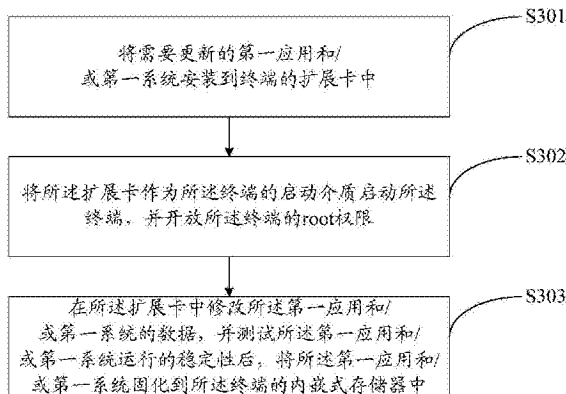 S301
将需要更新的第一应用和/
或第一系统安装到终端的扩展卡中
S302
将所述扩展卡作为所述终端的启动介质启动所述
终端，并开放所述终端的root权限
S303
在所述扩展卡中修改所述第一应用和/
或第一系统的数据，并测试所述第一应用和/
或第一系统运行的稳定性后，将所述第一应用和/
或第一系统固化到所述终端的内嵌式存储器中